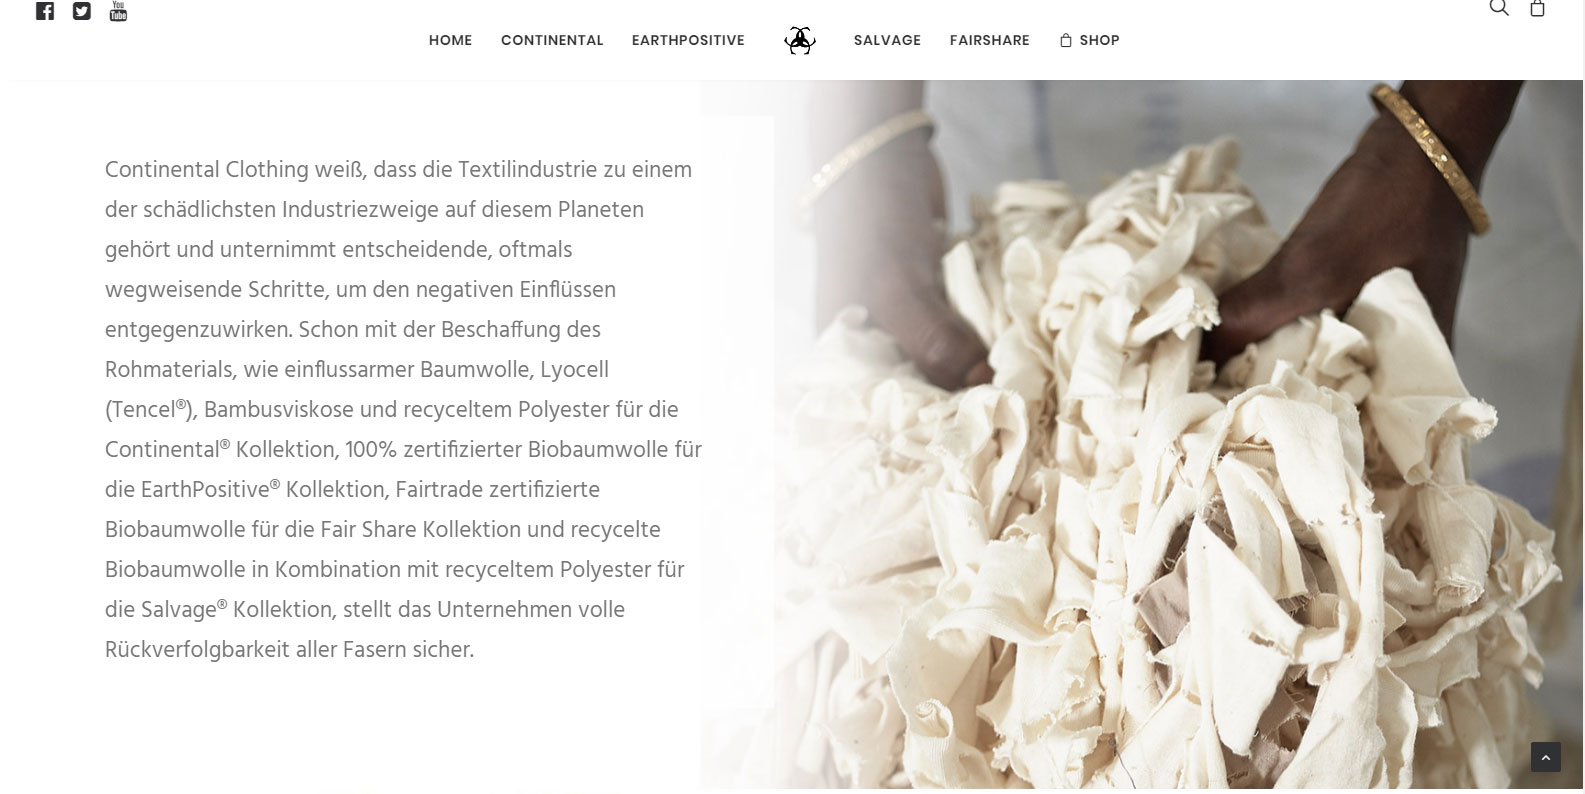 You
Tube
HOME CONTINENTAL EARTHPOSITIVE SALVAGE FAIRSHARE SHOP
Continental Clothing weiß, dass die Textilindustrie zu einem
der schädlichsten Industriezweige auf diesem Planeten
gehört und unternimmt entscheidende, oftmals
wegweisende Schritte, um den negativen Einflüssen
entgegenzuwirken. Schon mit der Beschaffung des
Rohmaterials, wie einflussarmer Baumwolle, Lyocell
(Tencel®), Bambusviskose und recyceltem Polyester für die
Continental® Kollektion, 100% zertifizierter Biobaumwolle für
die EarthPositive® Kollektion, Fairtrade zertifizierte
Biobaumwolle für die Fair Share Kollektion und recycelte
Biobaumwolle in Kombination mit recyceltem Polyester für
die Salvage® Kollektion, stellt das Unternehmen volle
Rückverfolgbarkeit aller Fasern sicher.